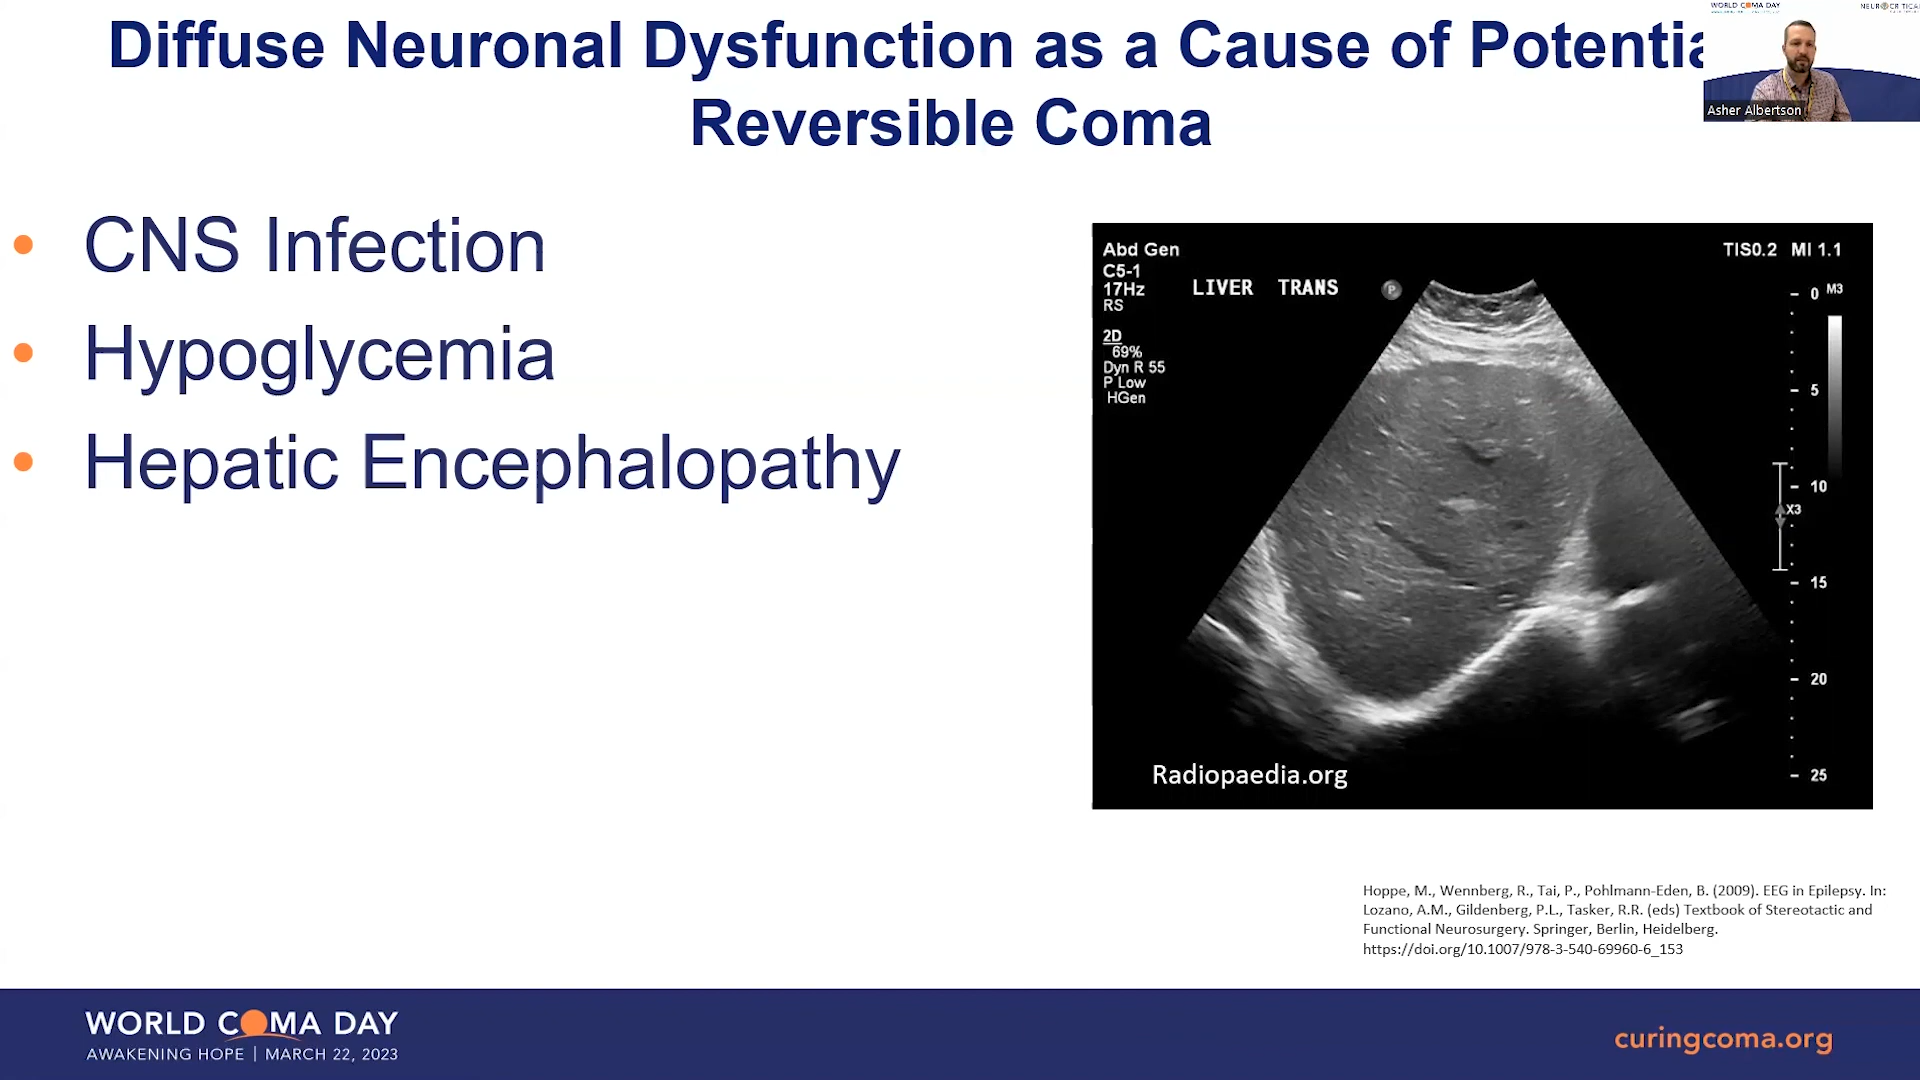 Diffuse Neuronal Dysfunction as a Cause of
Reversible Coma
WORLD COMA DAY
Asher Albertson
• CNS Infection
• Hypoglycemia
• Hepatic Encephalopathy
Abd Gen
C5-1
17Hz
RS
LIVER TRANS
P
TIS0.2 MI 1.1
M3
2D
69%
Dyn R 55
P Low
HGen
0
5
10
X3
15
20
25
Radiopaedia.org
Hoppe, M., Wennberg, R., Tai, P., Pohlmann-Eden, B. (2009). EEG in Epilepsy. In:
Lozano, A.M., Gildenberg, P.L., Tasker, R.R. (eds) Textbook of Stereotactic and
Functional Neurosurgery. Springer, Berlin, Heidelberg.
https://doi.org/10.1007/978-3-540-69960-6_153
WORLD COMA DAY
AWAKENING HOPE | MARCH 22, 2023
curingcoma.org